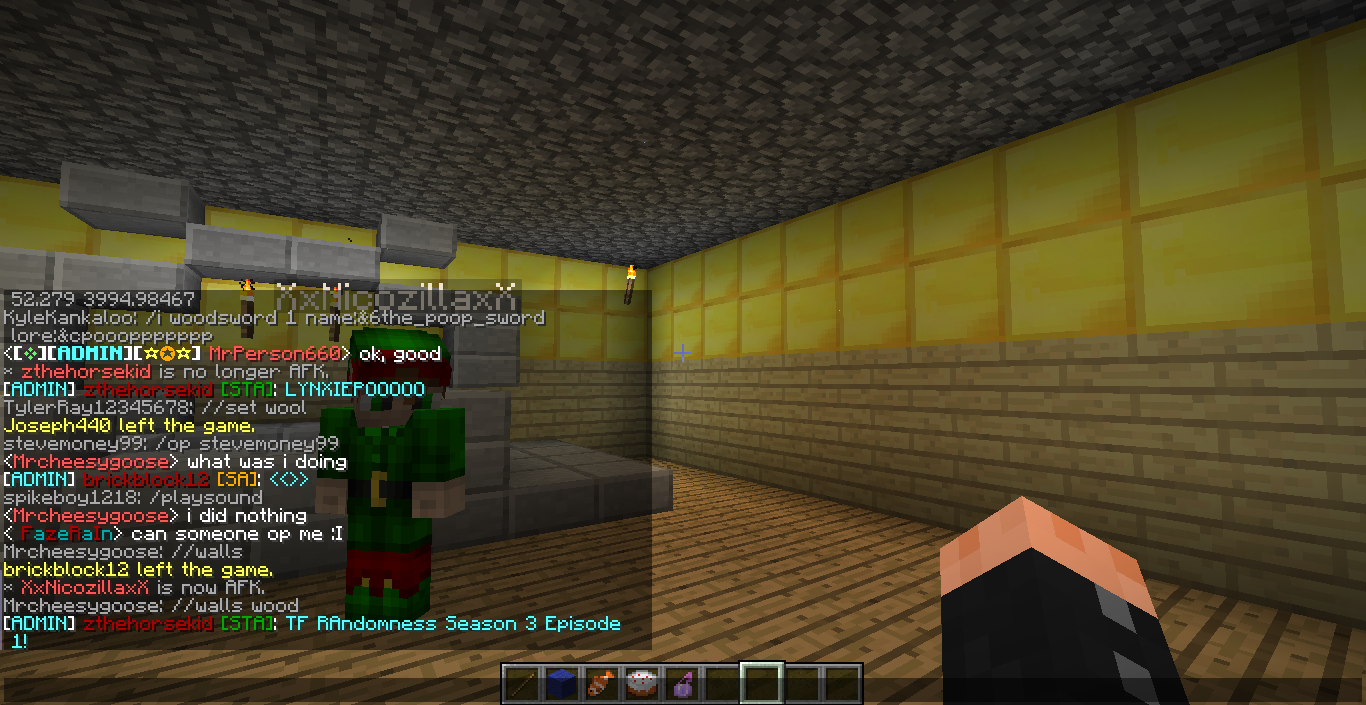 XxNicozillaxX
52.279 3994.98467
KyleKankaloo: /i woodsword 1 name:&6the_poop_sword
lore:&cpoooppppppp
<[❖][ADMIN][☆✪☆] MrPerson660> ok, good
* zthehorsekid is no longer AFK.
[ADMIN] zthehorsekid [STA]: LYNXIEPOOOOO
TylerRay12345678: //set wool
Joseph440 left the game.
stevemoney99: /op stevemoney99
<Mrcheesygoose> what was i doing
[ADMIN] brickblock12 [SA]: <<>>
spikeboy1218: /playsound
<Mrcheesygoose> i did nothing
< FazeRaIn> can someone op me :I
Mrcheesygoose: //walls
brickblock12 left the game.
* XxNicozillaxX is now AFK.
Mrcheesygoose: //walls wood
[ADMIN] zthehorsekid [STA]: TF RAndomness Season 3 Episode
1!